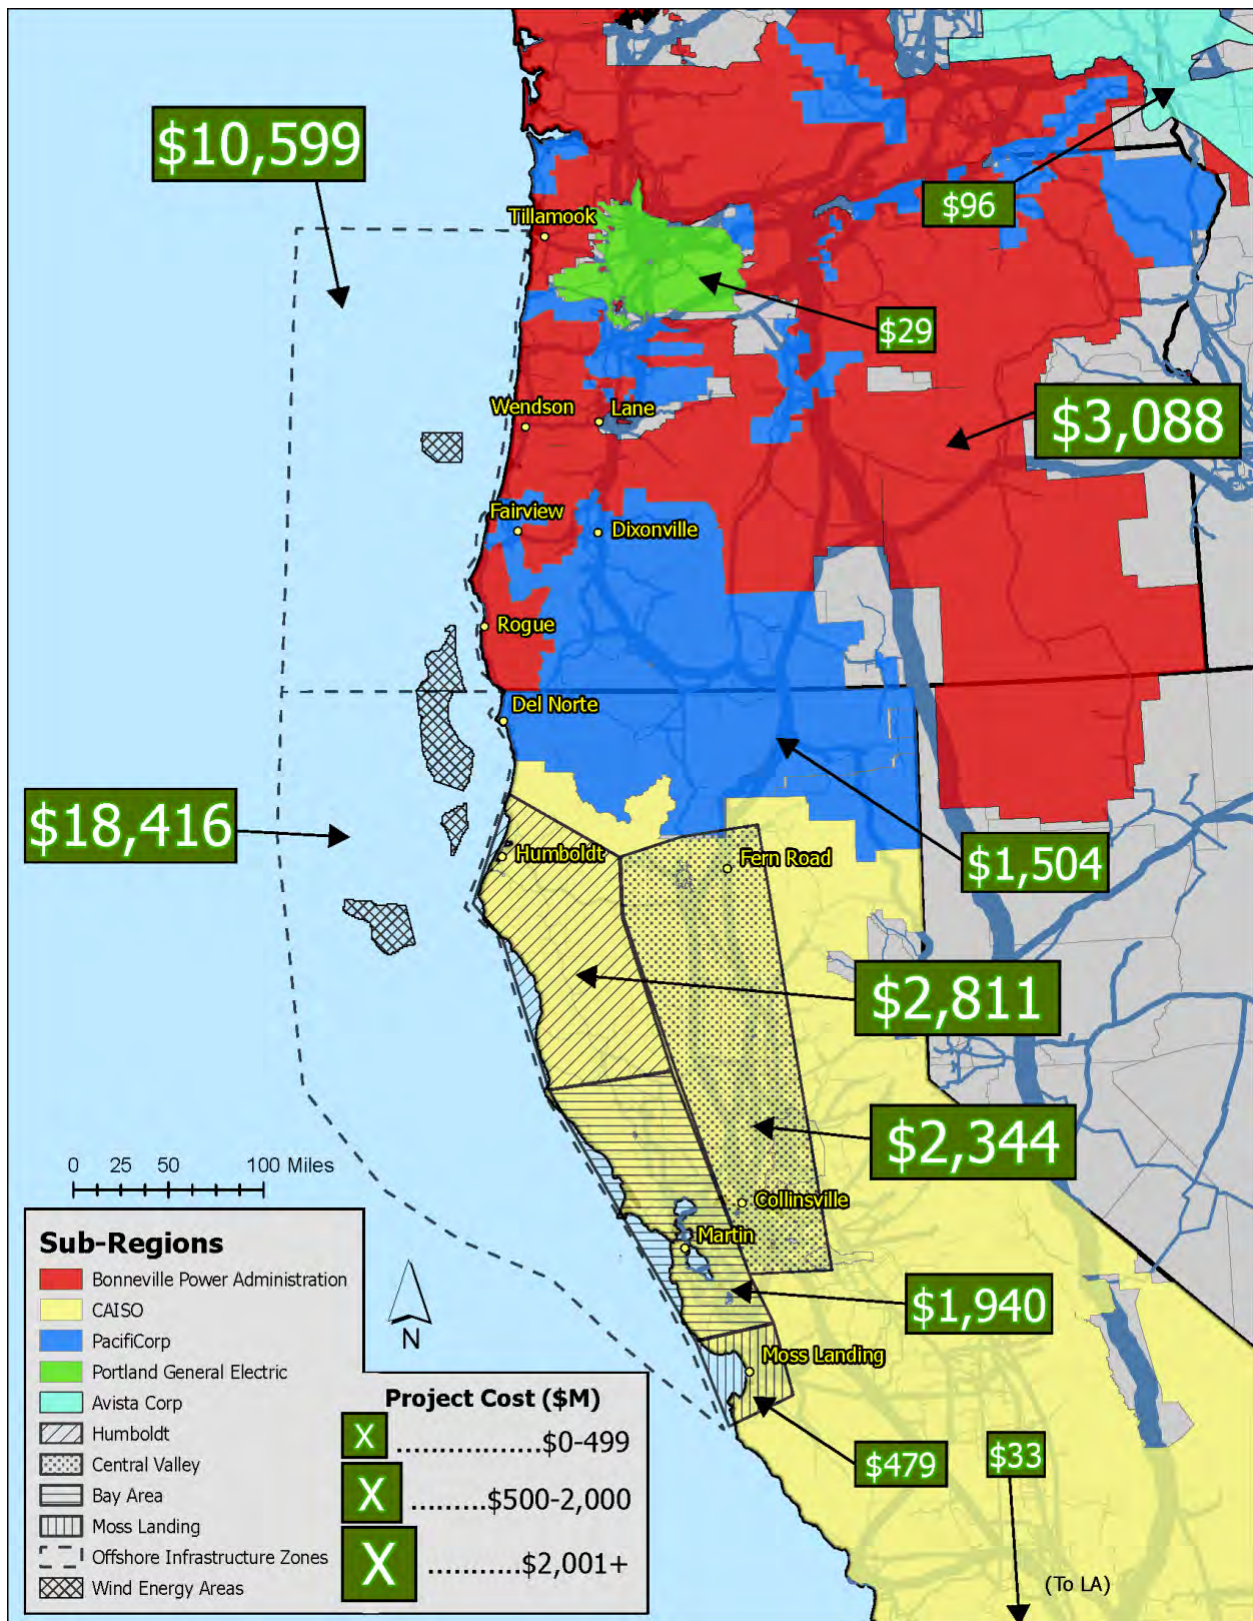 $10,599
Tillamook
$96
$29
Wendson
Lane
$3,088
Fairview
Dixonville
Rogue
Del Norte
$18,416
Humboldt
Fern Road
$1,504
$2,811
$2,344
0 25 50 100 Miles
Collinsville
Martin
$1,940
Moss Landing
$479
$33
(To LA)
N
Sub-Regions
Bonneville Power Administration
CAISO
PacifiCorp
Portland General Electric
Avista Corp
Humboldt
Central Valley
Bay Area
Moss Landing
Offshore Infrastructure Zones
Wind Energy Areas
Project Cost ($M)
X ................$0-499
X .........$500-2,000
X ...........$2,001+